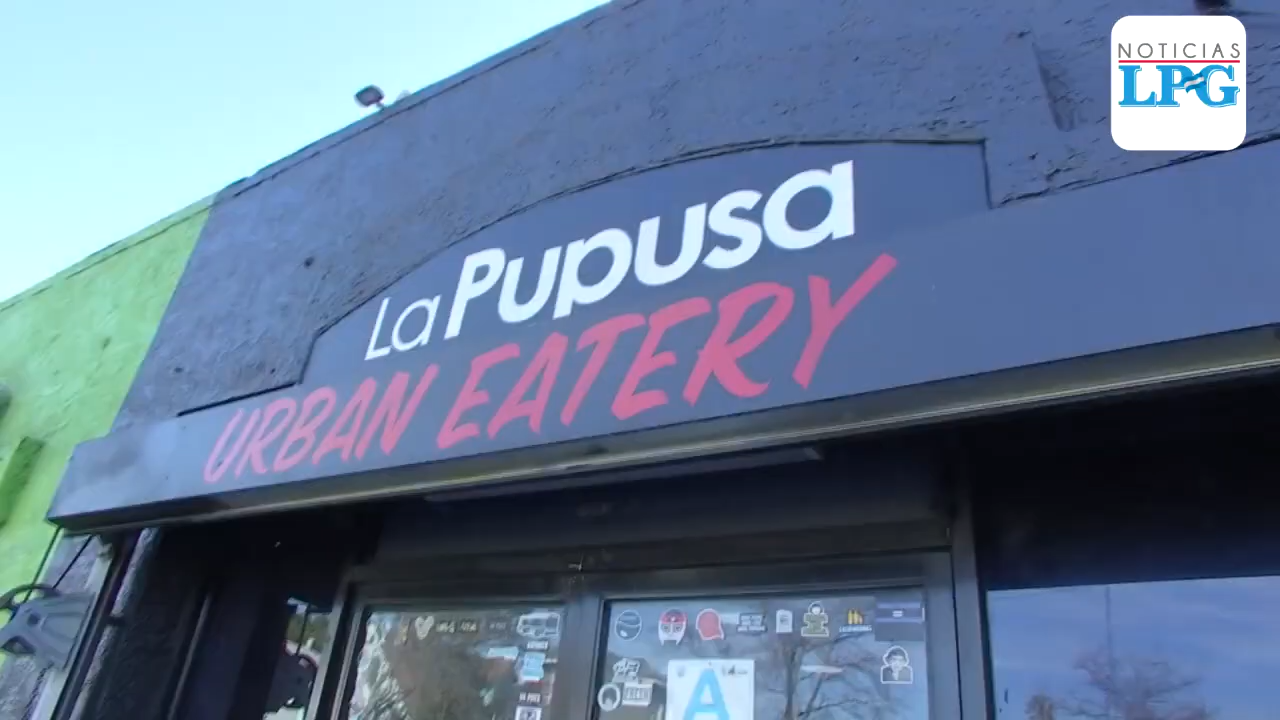 NOTICIAS
LPG
La Pupusa
URBAN EATERY
A